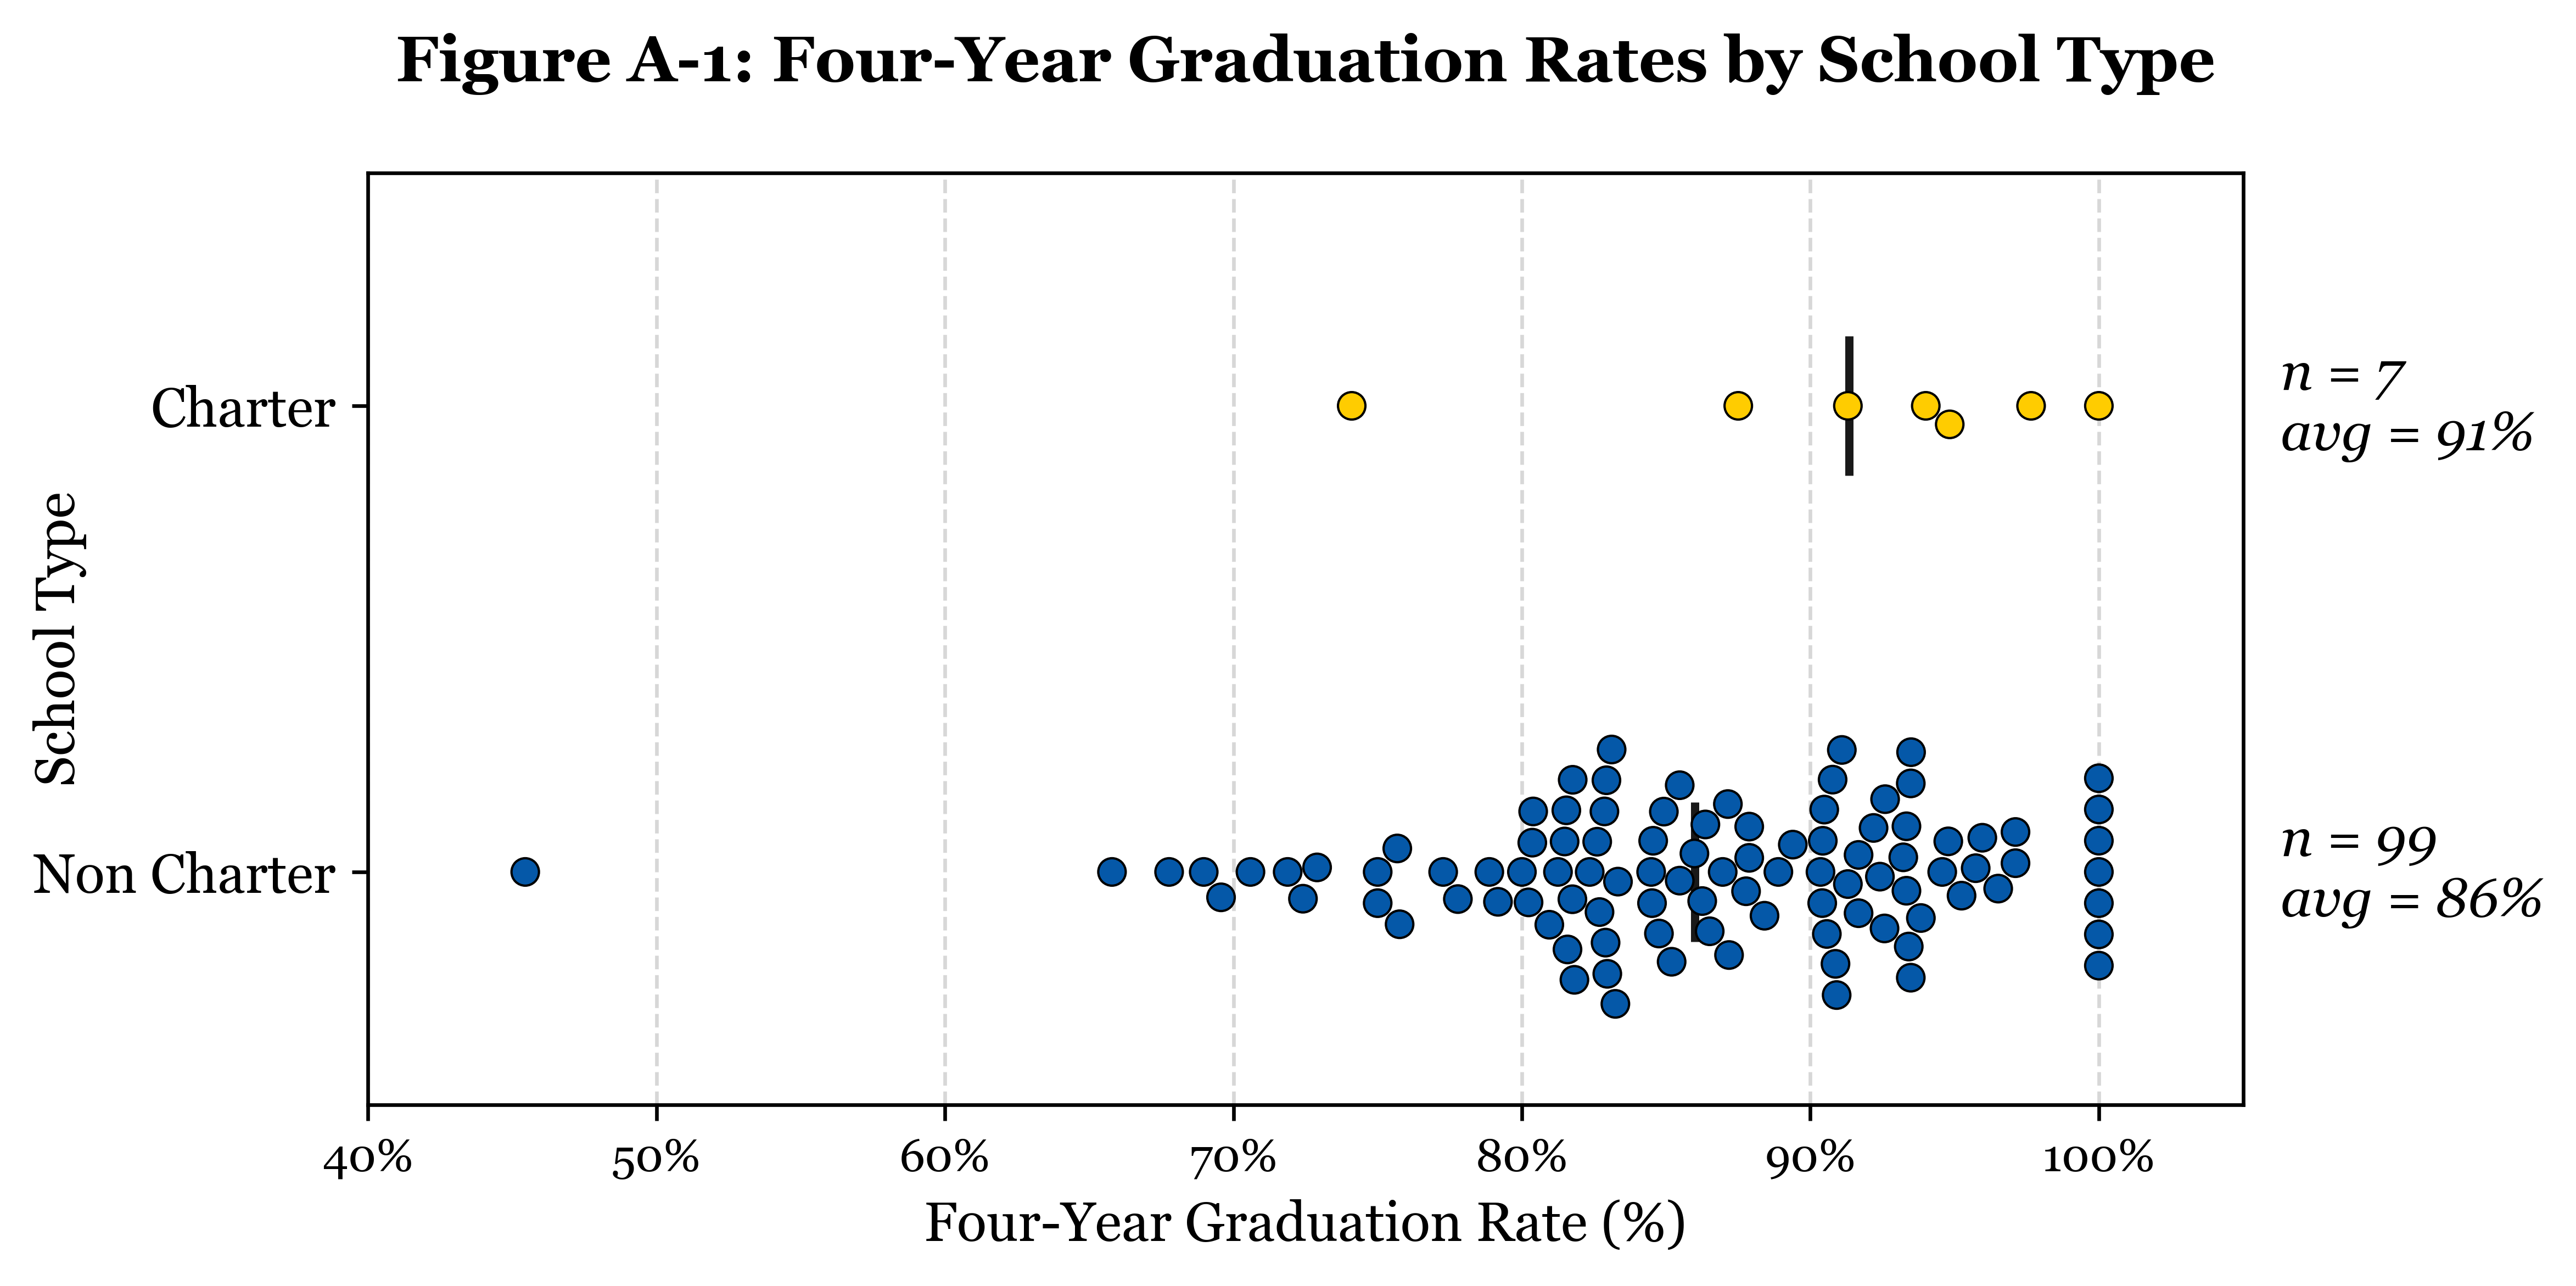 Figure A-1: Four-Year Graduation Rates by School Type
School Type
Charter
n = 7
avg = 91%
Non Charter
n = 99
avg = 86%
40%
50%
60%
70%
80%
90%
100%
Four-Year Graduation Rate (%)